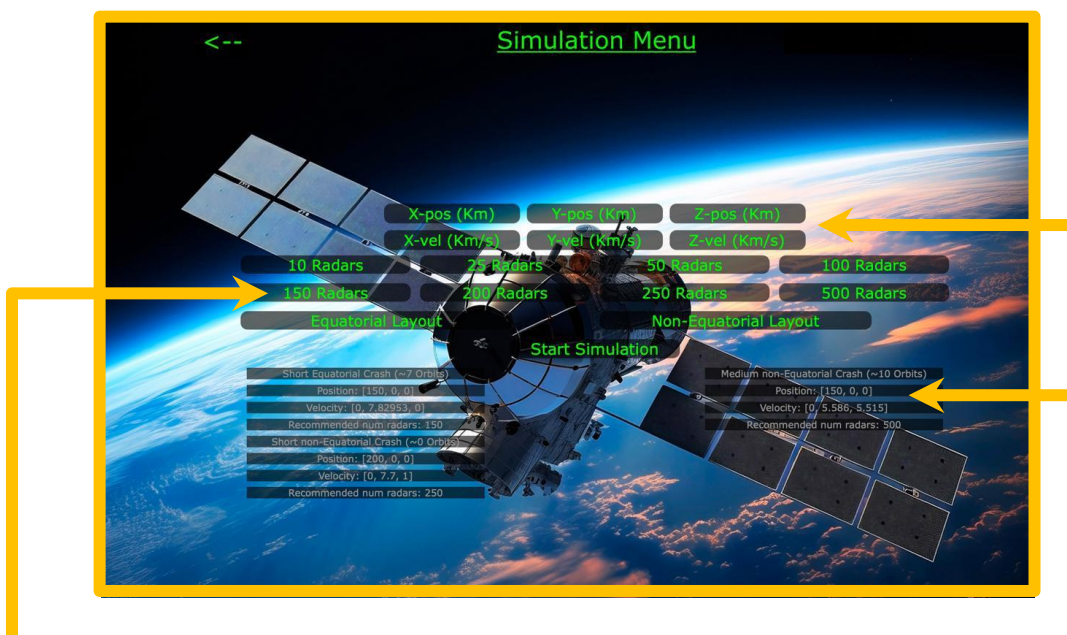 <--
Simulation Menu
X-pos (Km) Y-pos (Km) Z-pos (Km)
X-vel (Km/s) Y-vel (Km/s) Z-vel (Km/s)
10 Radars 25 Radars 50 Radars 100 Radars
150 Radars 200 Radars 250 Radars 500 Radars
Equatorial Layout Non-Equatorial Layout
Start Simulation
Short Equatorial Crash (~7 Orbits)
Position: [150, 0, 0]
Velocity: [0, 7.82953, 0]
Recommended num radars: 150
Short non-Equatorial Crash (~0 Orbits)
Position: [200, 0, 0]
Velocity: [0, 7.7, 1]
Recommended num radars: 250
Medium non-Equatorial Crash (~10 Orbits)
Position: [150, 0, 0]
Velocity: [0, 5.586, 5.515]
Recommended num radars: 500